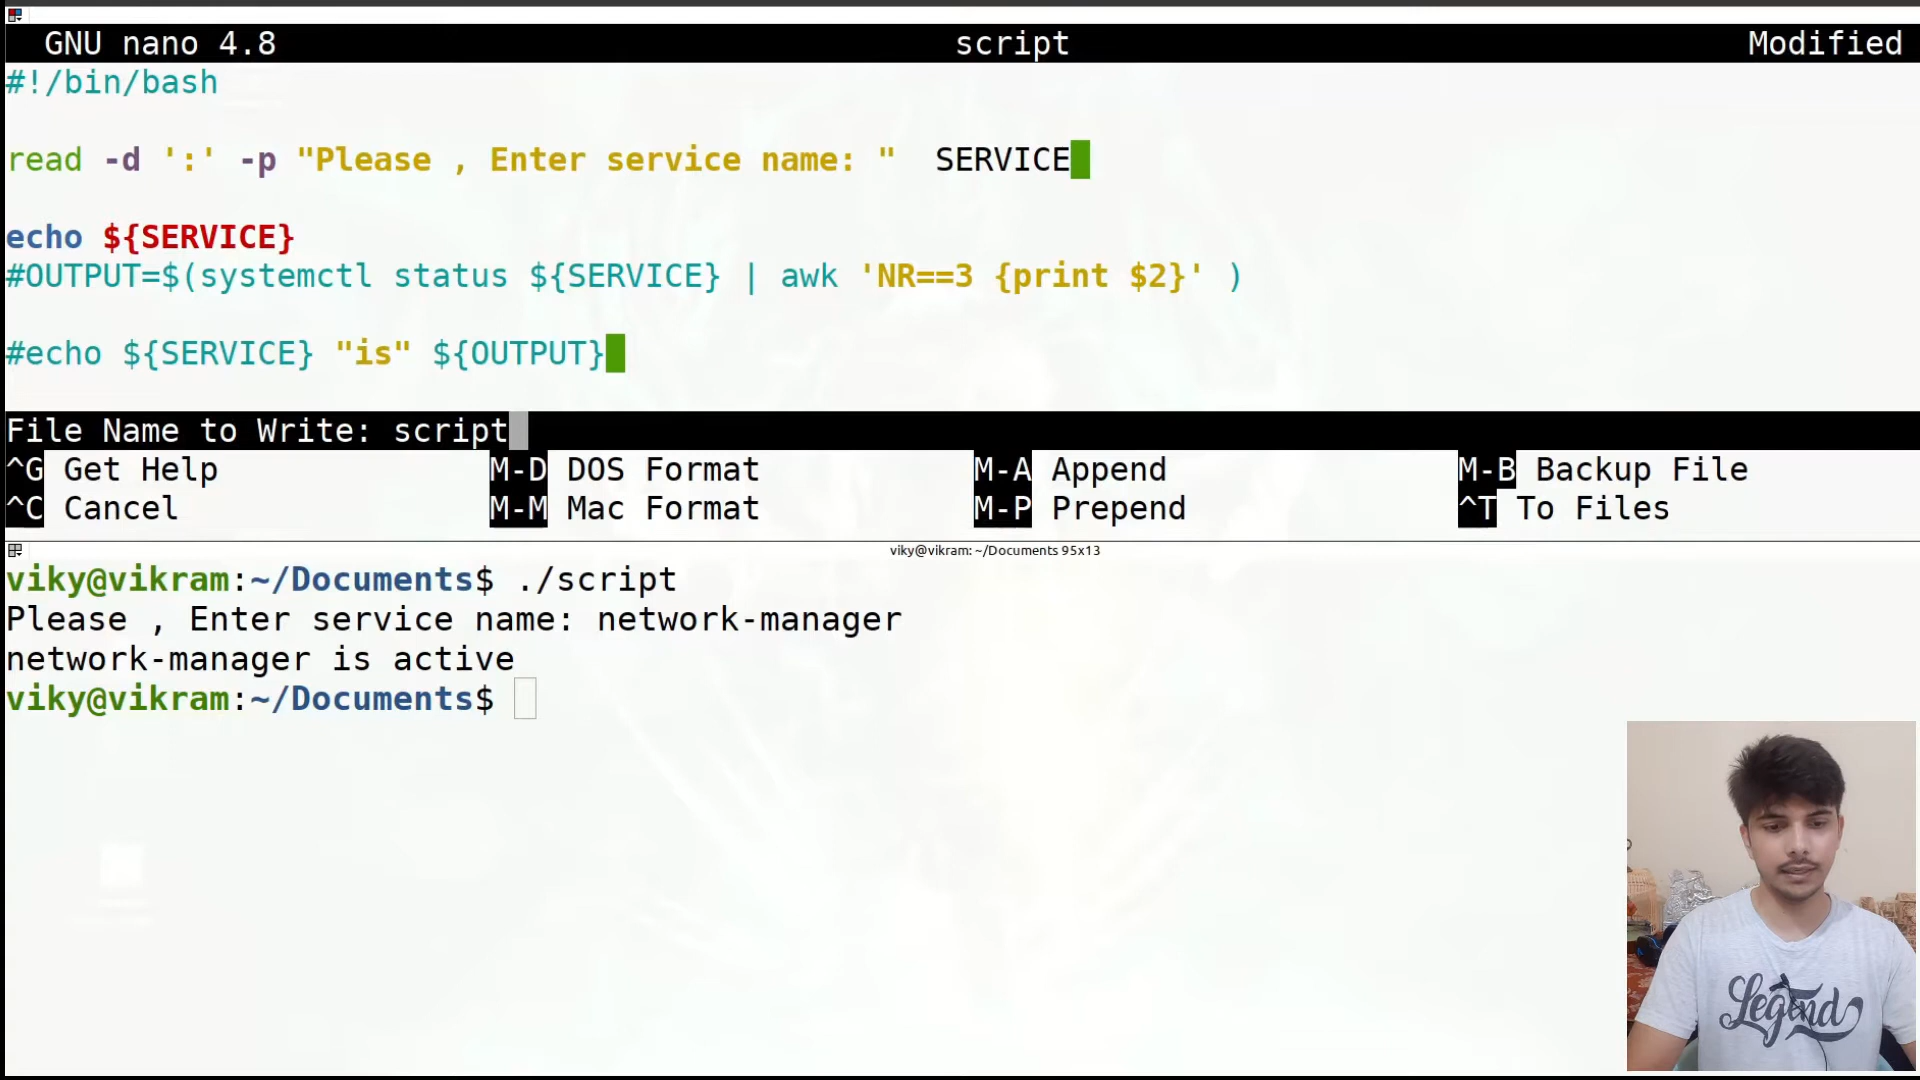 GNU nano 4.8 script Modified
#!/bin/bash
read -d ':' -p "Please , Enter service name: "  SERVICE
echo ${SERVICE}
#OUTPUT=$(systemctl status ${SERVICE} | awk 'NR==3 {print $2}' )
#echo ${SERVICE} "is" ${OUTPUT}
File Name to Write: script
^G Get Help M-D DOS Format M-A Append M-B Backup File
^C Cancel M-M Mac Format M-P Prepend ^T To Files
viky@vikram: ~/Documents 95x13
viky@vikram:~/Documents$ ./script
Please , Enter service name: network-manager
network-manager is active
viky@vikram:~/Documents$
Legend